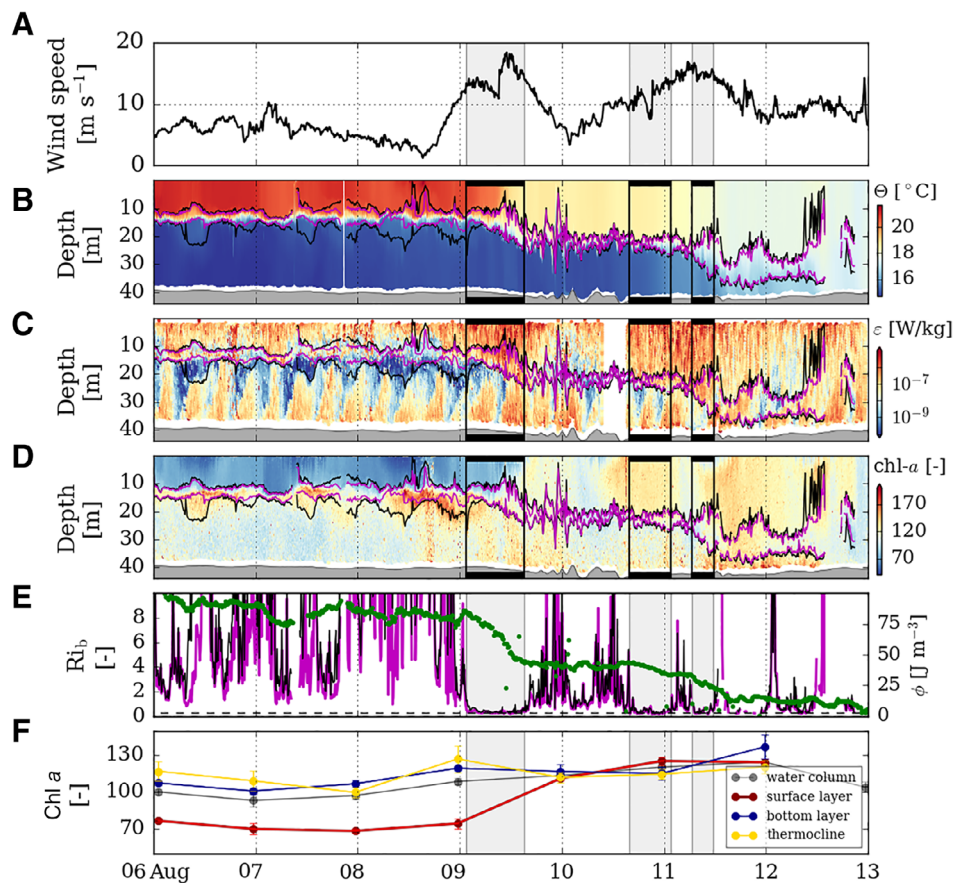 A
Wind speed
[m s⁻¹]
20
10
0
B
Depth
[m]
10
20
30
40
Θ [°C]
20
18
16
C
Depth
[m]
10
20
30
40
ε [W/kg]
10⁻⁷
10⁻⁹
D
Depth
[m]
10
20
30
40
chl-a [-]
170
120
70
E
Ri_b
[-]
8
6
4
2
0
75
50
25
0
ϕ [J m⁻³]
F
Chl a
[-]
130
100
70
water column
surface layer
bottom layer
thermocline
06 Aug 07 08 09 10 11 12 13